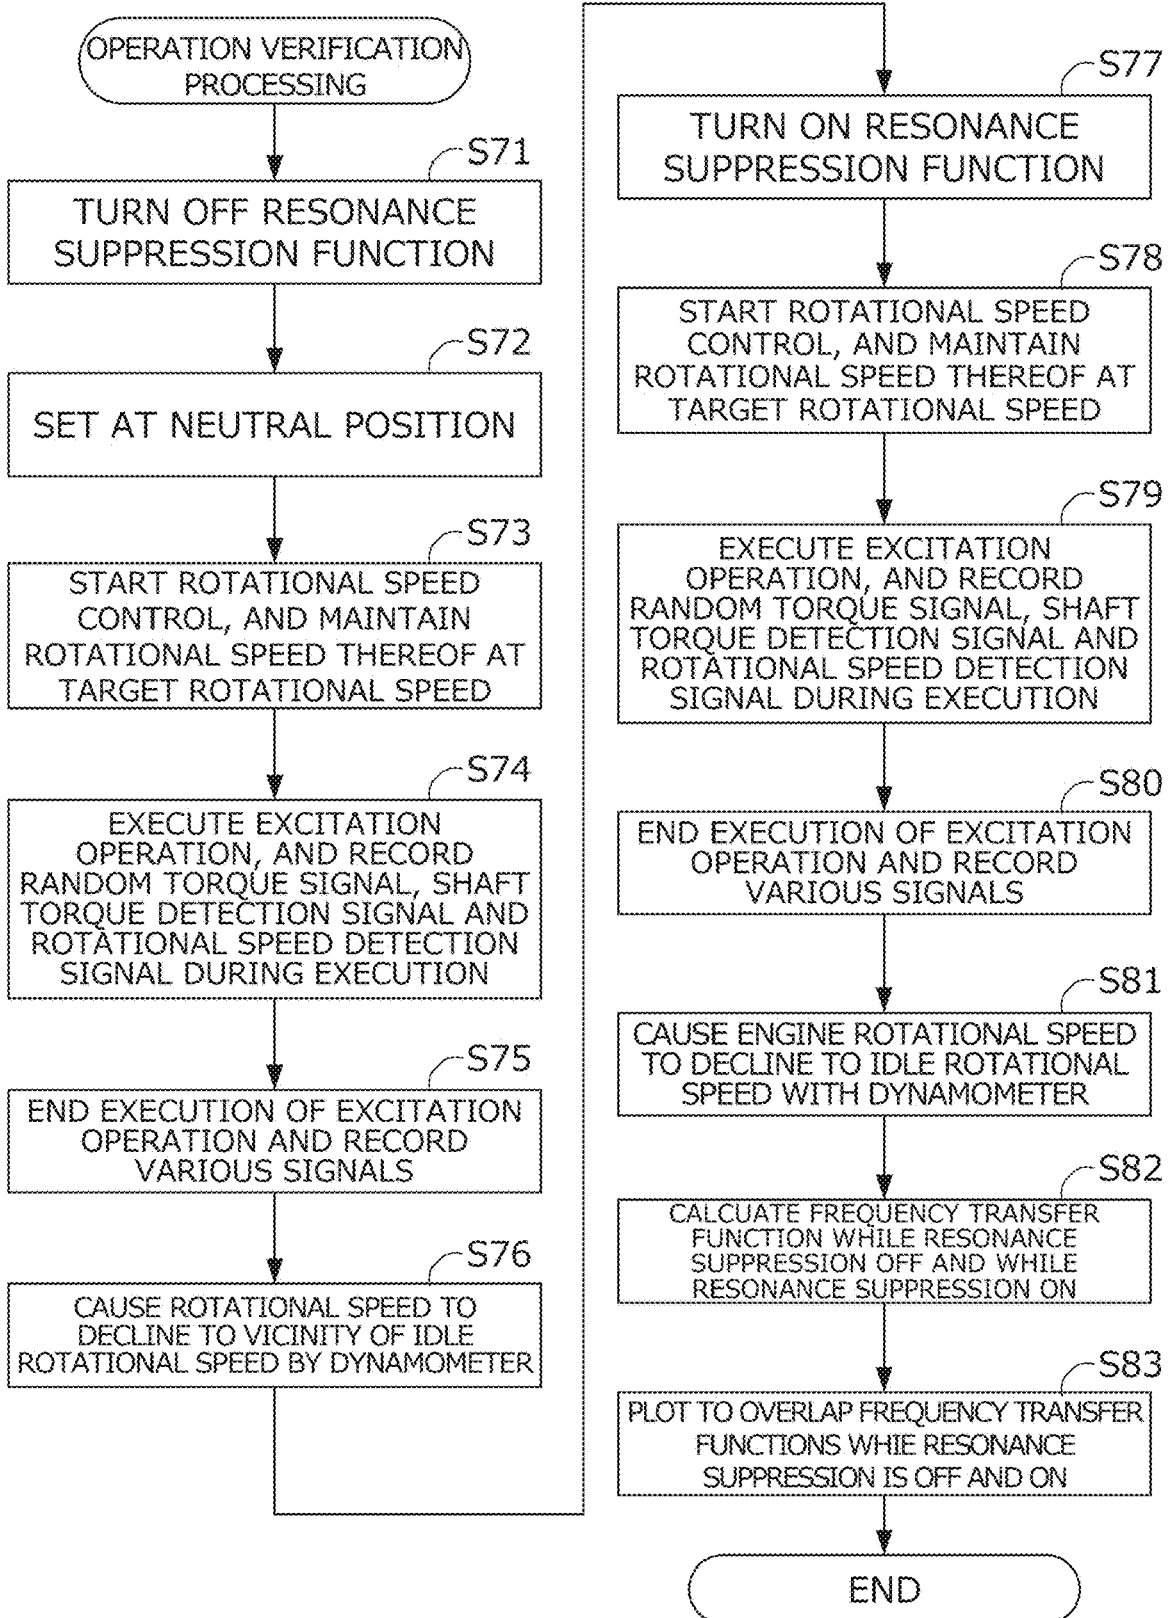 OPERATION VERIFICATION
PROCESSING
S71
TURN OFF RESONANCE
SUPPRESSION FUNCTION
S72
SET AT NEUTRAL POSITION
S73
START ROTATIONAL SPEED
CONTROL, AND MAINTAIN
ROTATIONAL SPEED THEREOF AT
TARGET ROTATIONAL SPEED
S74
EXECUTE EXCITATION
OPERATION, AND RECORD
RANDOM TORQUE SIGNAL, SHAFT
TORQUE DETECTION SIGNAL AND
ROTATIONAL SPEED DETECTION
SIGNAL DURING EXECUTION
S75
END EXECUTION OF EXCITATION
OPERATION AND RECORD
VARIOUS SIGNALS
S76
CAUSE ROTATIONAL SPEED TO
DECLINE TO VICINITY OF IDLE
ROTATIONAL SPEED BY DYNAMOMETER
S77
TURN ON RESONANCE
SUPPRESSION FUNCTION
S78
START ROTATIONAL SPEED
CONTROL, AND MAINTAIN
ROTATIONAL SPEED THEREOF AT
TARGET ROTATIONAL SPEED
S79
EXECUTE EXCITATION
OPERATION, AND RECORD
RANDOM TORQUE SIGNAL, SHAFT
TORQUE DETECTION SIGNAL AND
ROTATIONAL SPEED DETECTION
SIGNAL DURING EXECUTION
S80
END EXECUTION OF EXCITATION
OPERATION AND RECORD
VARIOUS SIGNALS
S81
CAUSE ENGINE ROTATIONAL SPEED
TO DECLINE TO IDLE ROTATIONAL
SPEED WITH DYNAMOMETER
S82
CALCUATE FREQUENCY TRANSFER
FUNCTION WHILE RESONANCE
SUPPRESSION OFF AND WHILE
RESONANCE SUPPRESSION ON
S83
PLOT TO OVERLAP FREQUENCY TRANSFER
FUNCTIONS WHIE RESONANCE
SUPPRESSION IS OFF AND ON
END